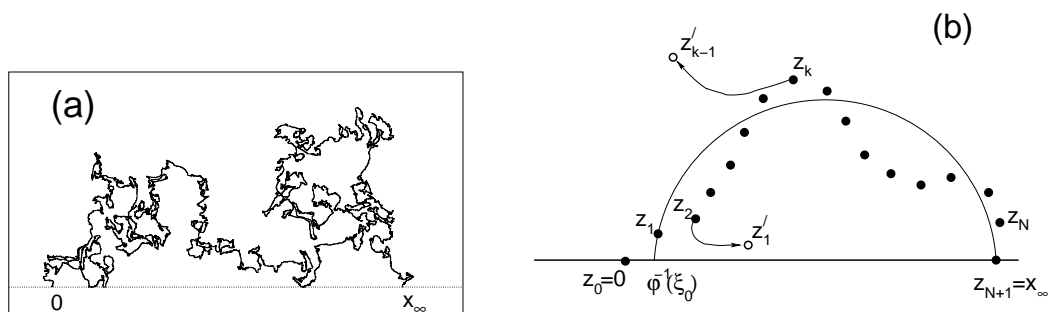 (a)
0 x∞
(b)
z′k-1 zk
z1 z2 z′1 zN
z0=0 φ̄⁻¹(ξ0) zN+1=x∞